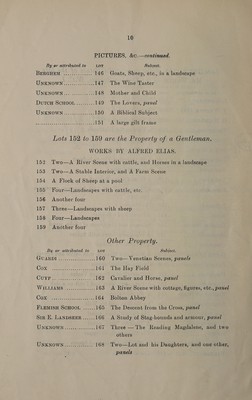 10
PICTURES, &c.—continued.
By or attributed to LOT Subject.
BERGHEM ............146 Goats, Sheep, etc., in a landscape
UNKNOWN ............147 The Wine Taster
UNKNOWN ............148 Mother and Child
DUTCH SCHOOL.......149 The Lovers, panel
UNKNOWN ............150 A Biblical Subject
............151 A large gilt frame
Lots 152 to 159 are the Property of a Gentleman.
WORKS BY ALFRED ELIAS.
152 Two—A River Scene with cattle, and Horses in a landscape
153 Two—A Stable Interior, and A Farm Scene
154 A Flock of Sheep at a pool
155 Four—Landscapes with cattle, etc.
156 Another four
157 Three—Landscapes with sheep
158 Four—Landscapes
159 Another four
Other Property.
By or attributed to LOT Subject.
GUARDI ..............160 Two—Venetian Scenes, panels
COX ..................161 The Hay Field
CUYP .................162 Cavalier and Horse, panel
WILLIAMS ............163 A River Scene with cottage, figures, etc., panel
COX ..................164 Bolton Abbey
FLEMISH SCHOOL .....165 The Descent from the Cross, panel
SIR E. LANDSEER .....166 A Study of Stag-hounds and armour, panel
UNKNOWN ............167 Three—The Reading Magdalene, and two
others
UNKNOWN ............168 Two—Lot and his Daughters, and one other,
panels